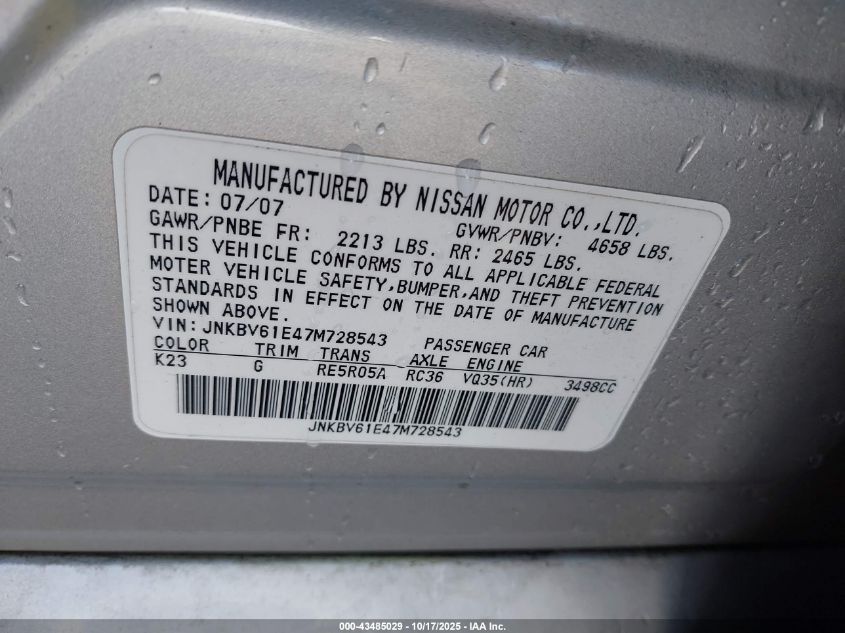 MANUFACTURED BY NISSAN MOTOR CO.,LTD.
DATE: 07/07 GVWR/PNBV: 4658 LBS.
GAWR/PNBE FR: 2213 LBS. RR: 2465 LBS.
THIS VEHICLE CONFORMS TO ALL APPLICABLE FEDERAL
MOTER VEHICLE SAFETY,BUMPER,AND THEFT PREVENTION
STANDARDS IN EFFECT ON THE DATE OF MANUFACTURE
SHOWN ABOVE.
VIN: JNKBV61E47M728543 PASSENGER CAR
COLOR TRIM TRANS AXLE ENGINE
K23 G RE5R05A RC36 VQ35(HR) 3498CC
JNKBV61E47M728543
000-43485029 - 10/17/2025 - IAA Inc.